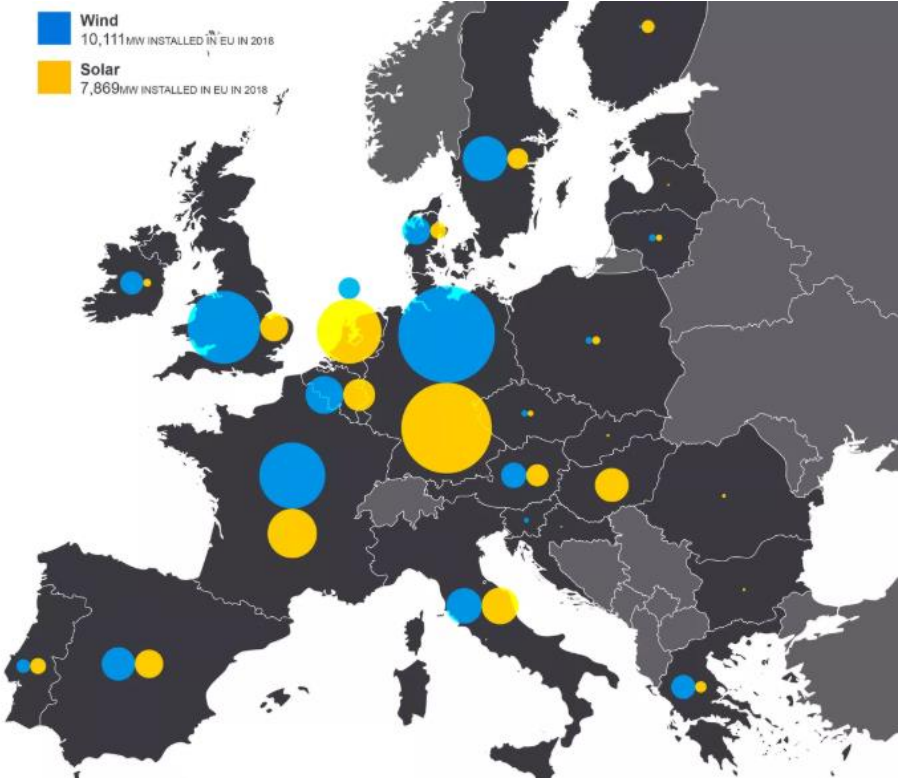 Wind
10,111MW INSTALLED IN EU IN 2018
Solar
7,869MW INSTALLED IN EU IN 2018